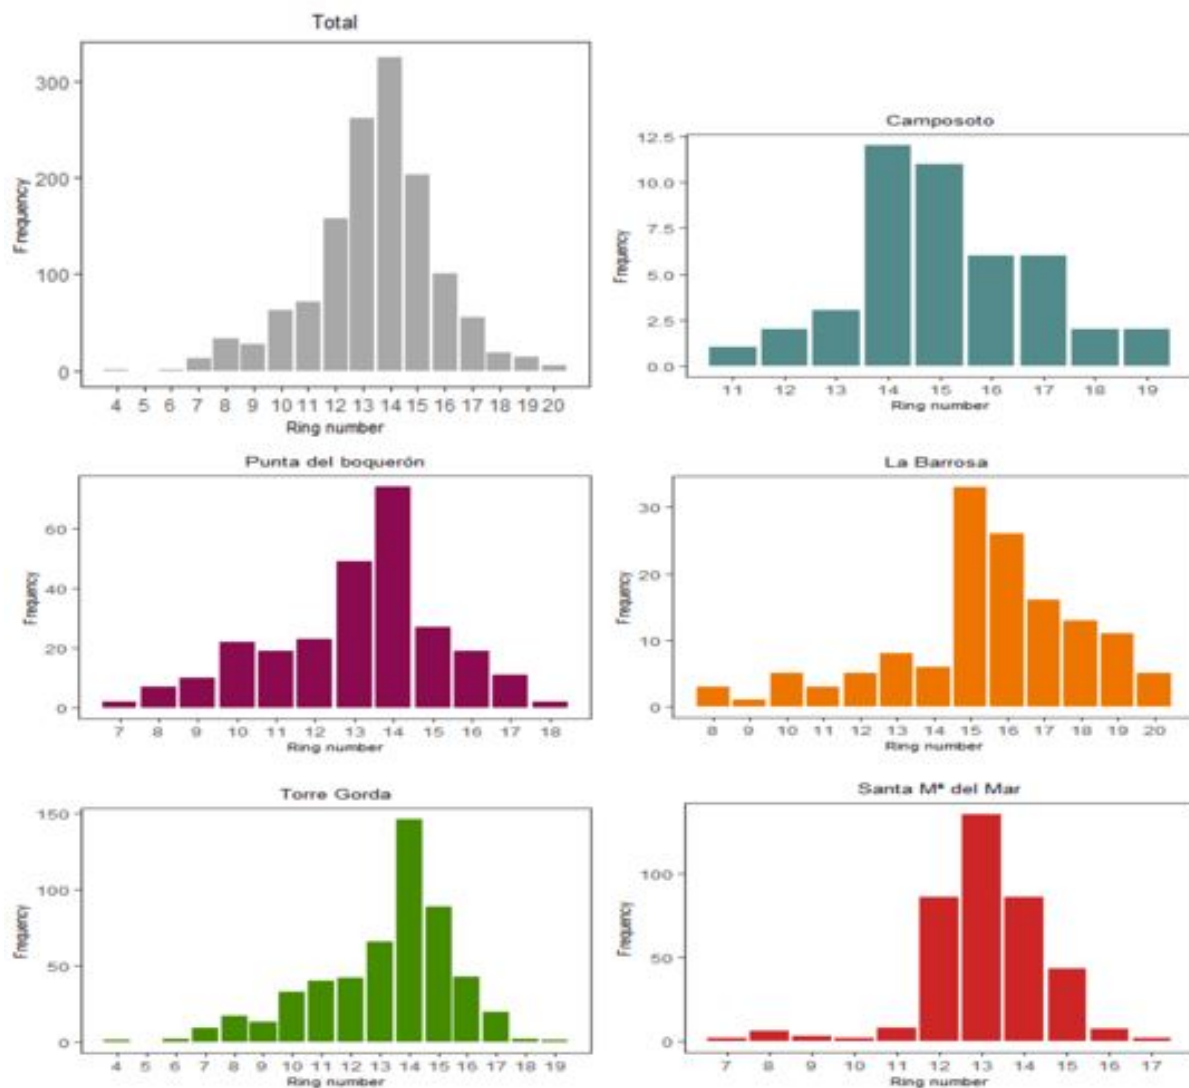 Total
Frequency
300
200
100
0
4 5 6 7 8 9 10 11 12 13 14 15 16 17 18 19 20
Ring number
Camposoto
Frequency
12.5
10.0
7.5
5.0
2.5
0.0
11 12 13 14 15 16 17 18 19
Ring number
Punta del boquerón
Frequency
60
40
20
0
7 8 9 10 11 12 13 14 15 16 17 18
Ring number
La Barrosa
Frequency
30
20
10
0
8 9 10 11 12 13 14 15 16 17 18 19 20
Ring number
Torre Gorda
Frequency
150
100
50
0
4 5 6 7 8 9 10 11 12 13 14 15 16 17 18 19
Ring number
Santa Mª del Mar
Frequency
100
50
0
7 8 9 10 11 12 13 14 15 16 17
Ring number